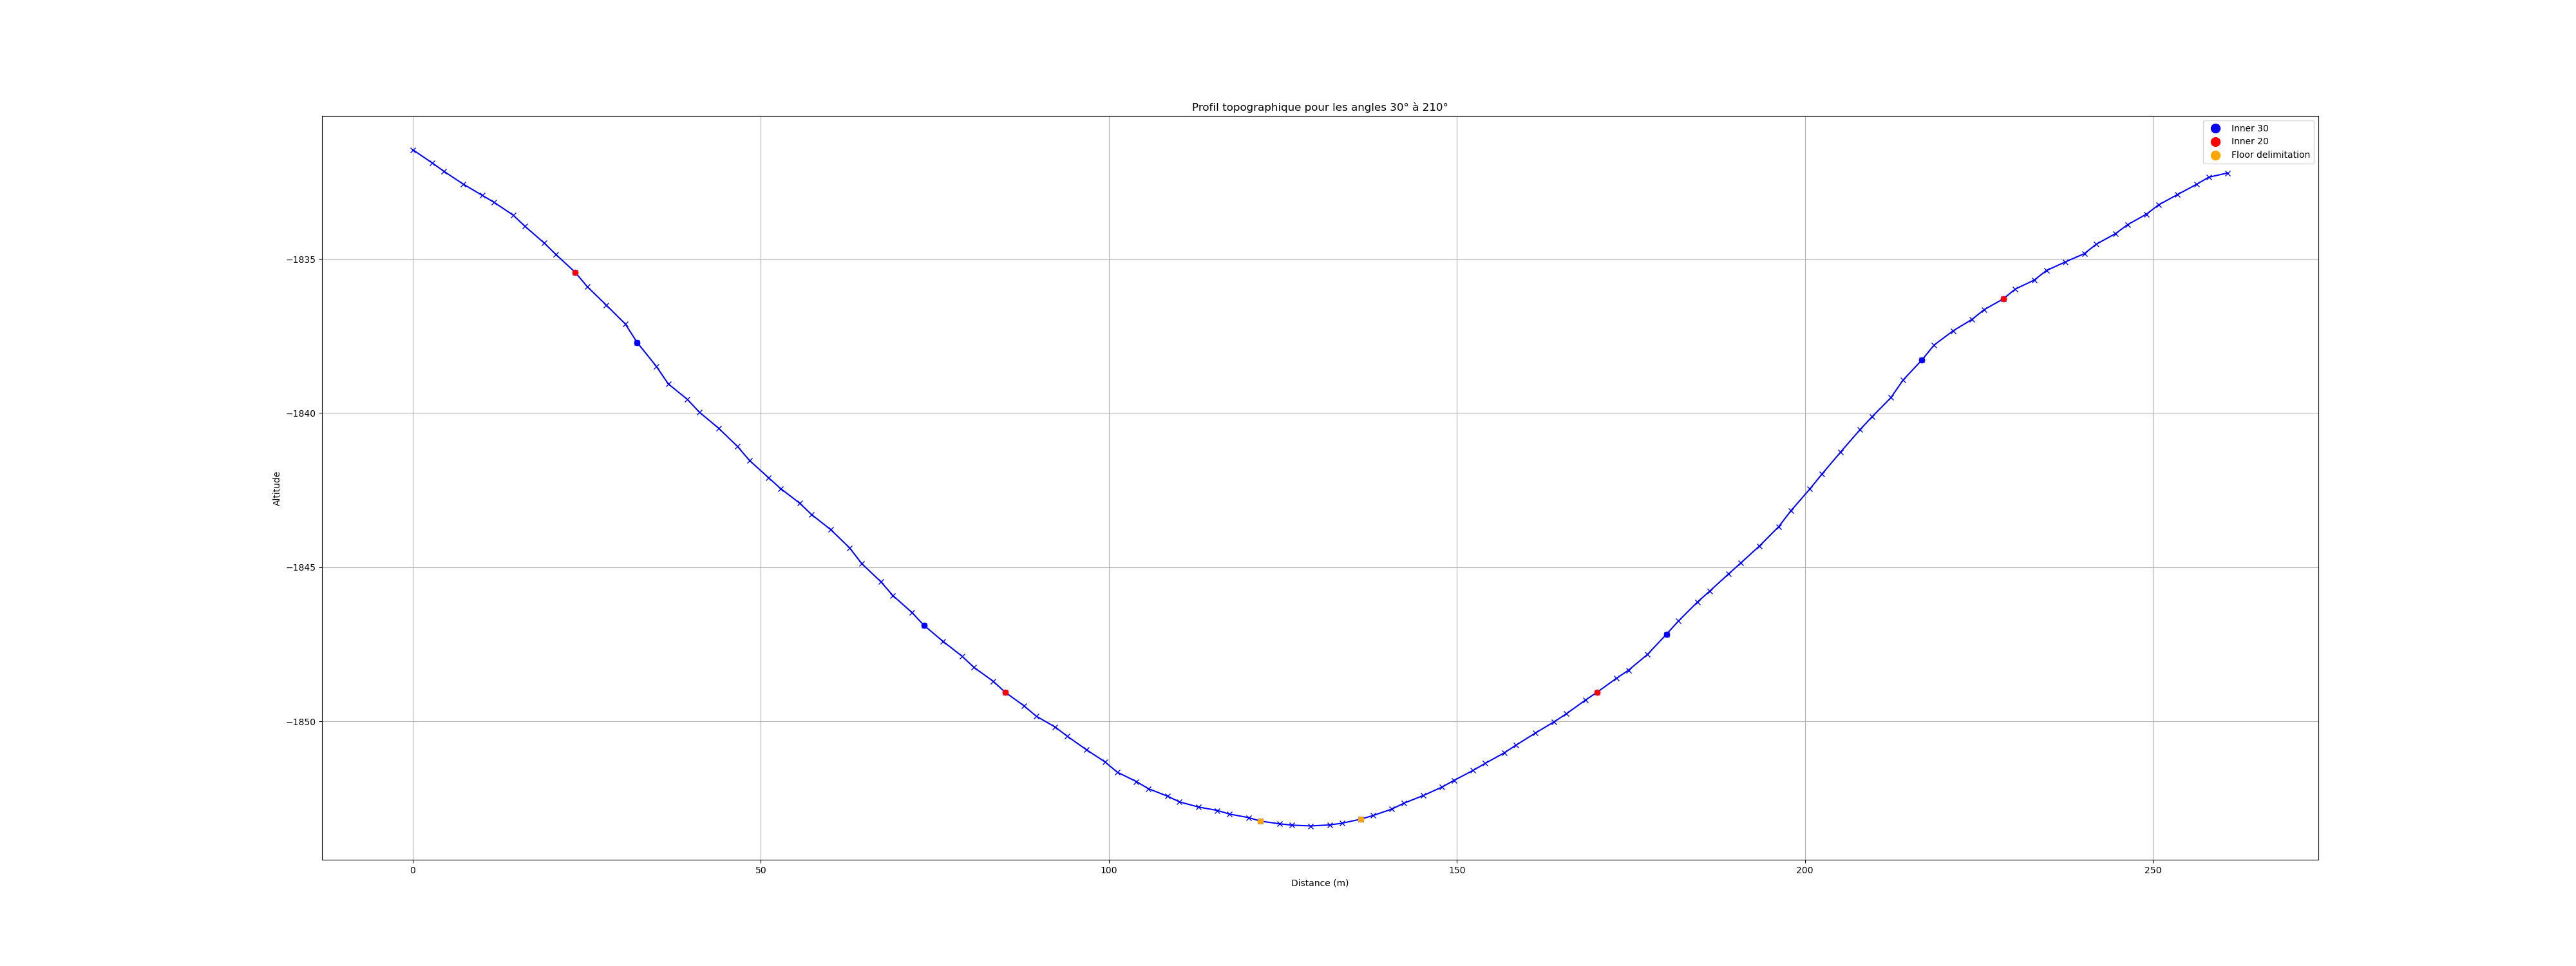 Profil topographique pour les angles 30° à 210°
Inner 30
Inner 20
Floor delimitation
−1835
−1840
−1845
−1850
Altitude
0 50 100 150 200 250
Distance (m)